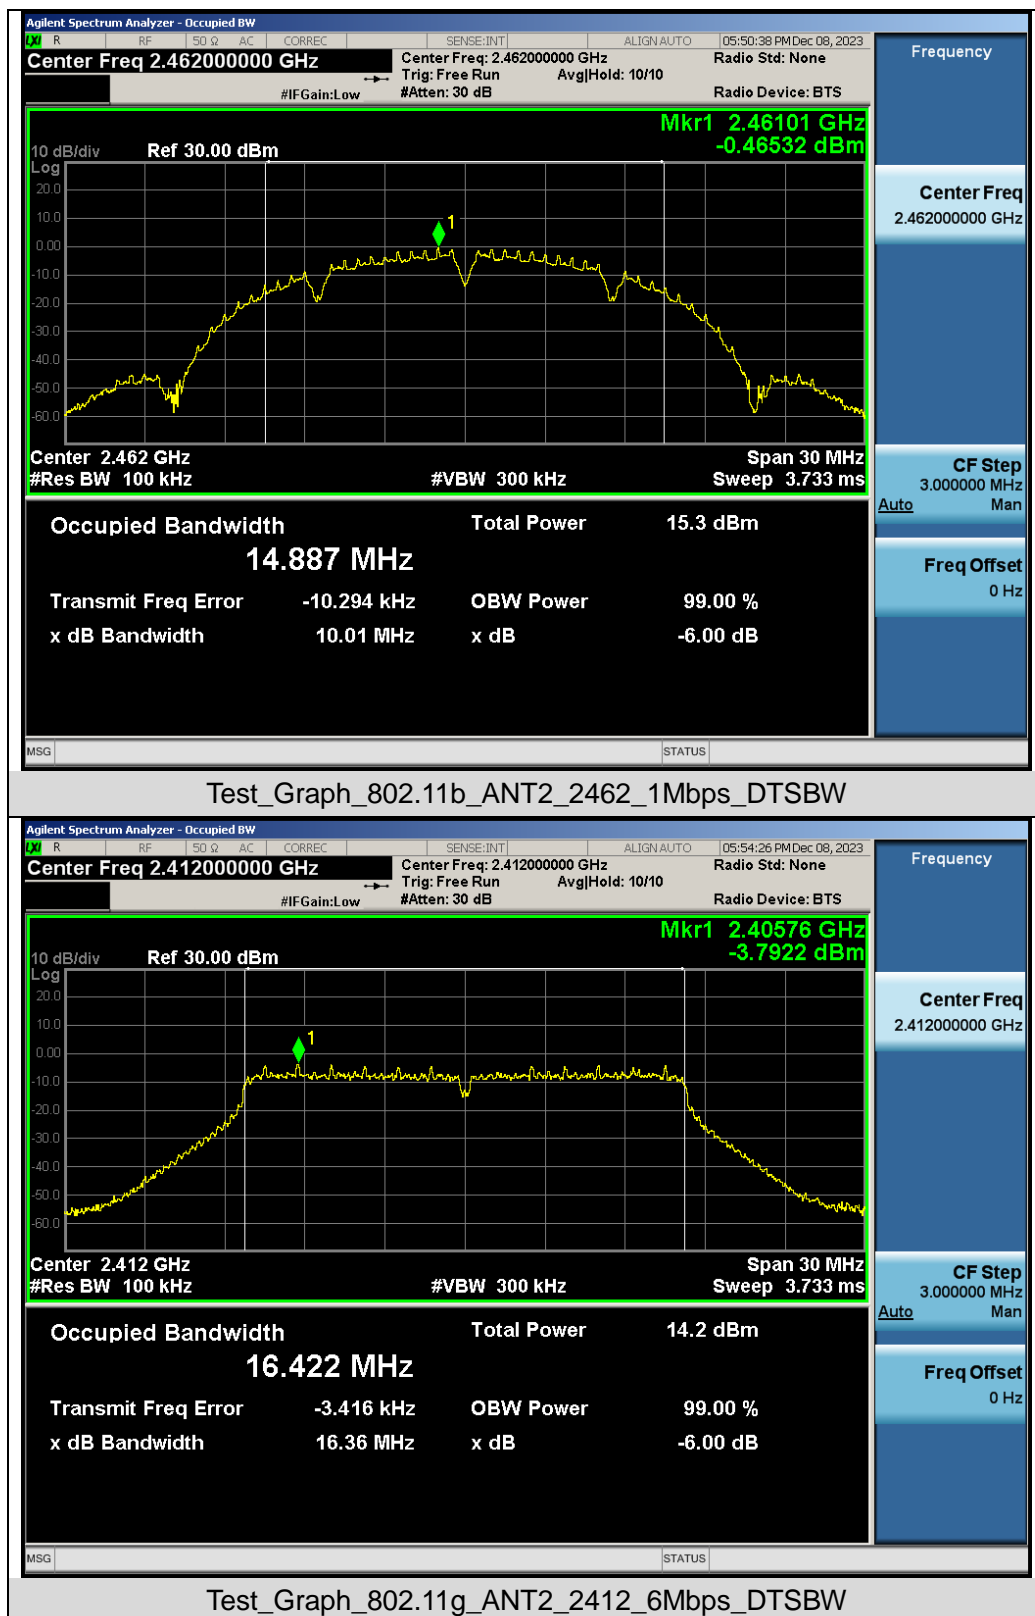 Agilent Spectrum Analyzer - Occupied BW
LXI R RF 50 Ω AC CORREC SENSE:INT ALIGN AUTO 05:50:38 PM Dec 08, 2023
Center Freq 2.462000000 GHz
Center Freq: 2.462000000 GHz Radio Std: None
Trig: Free Run Avg|Hold: 10/10
#IFGain:Low #Atten: 30 dB Radio Device: BTS
Frequency
Mkr1 2.46101 GHz
-0.46532 dBm
10 dB/div Ref 30.00 dBm
Log
20.0
10.0
0.00
-10.0
-20.0
-30.0
-40.0
-50.0
-60.0
1
Center 2.462 GHz Span 30 MHz
#Res BW 100 kHz #VBW 300 kHz Sweep 3.733 ms
Center Freq
2.462000000 GHz
CF Step
3.000000 MHz
Auto Man
Freq Offset
0 Hz
Occupied Bandwidth Total Power 15.3 dBm
14.887 MHz
Transmit Freq Error -10.294 kHz OBW Power 99.00 %
x dB Bandwidth 10.01 MHz x dB -6.00 dB
MSG STATUS
Test_Graph_802.11b_ANT2_2462_1Mbps_DTSBW
Agilent Spectrum Analyzer - Occupied BW
LXI R RF 50 Ω AC CORREC SENSE:INT ALIGN AUTO 05:54:26 PM Dec 08, 2023
Center Freq 2.412000000 GHz
Center Freq: 2.412000000 GHz Radio Std: None
Trig: Free Run Avg|Hold: 10/10
#IFGain:Low #Atten: 30 dB Radio Device: BTS
Frequency
Mkr1 2.40576 GHz
-3.7922 dBm
10 dB/div Ref 30.00 dBm
Log
20.0
10.0
0.00
-10.0
-20.0
-30.0
-40.0
-50.0
-60.0
1
Center 2.412 GHz Span 30 MHz
#Res BW 100 kHz #VBW 300 kHz Sweep 3.733 ms
Center Freq
2.412000000 GHz
CF Step
3.000000 MHz
Auto Man
Freq Offset
0 Hz
Occupied Bandwidth Total Power 14.2 dBm
16.422 MHz
Transmit Freq Error -3.416 kHz OBW Power 99.00 %
x dB Bandwidth 16.36 MHz x dB -6.00 dB
MSG STATUS
Test_Graph_802.11g_ANT2_2412_6Mbps_DTSBW